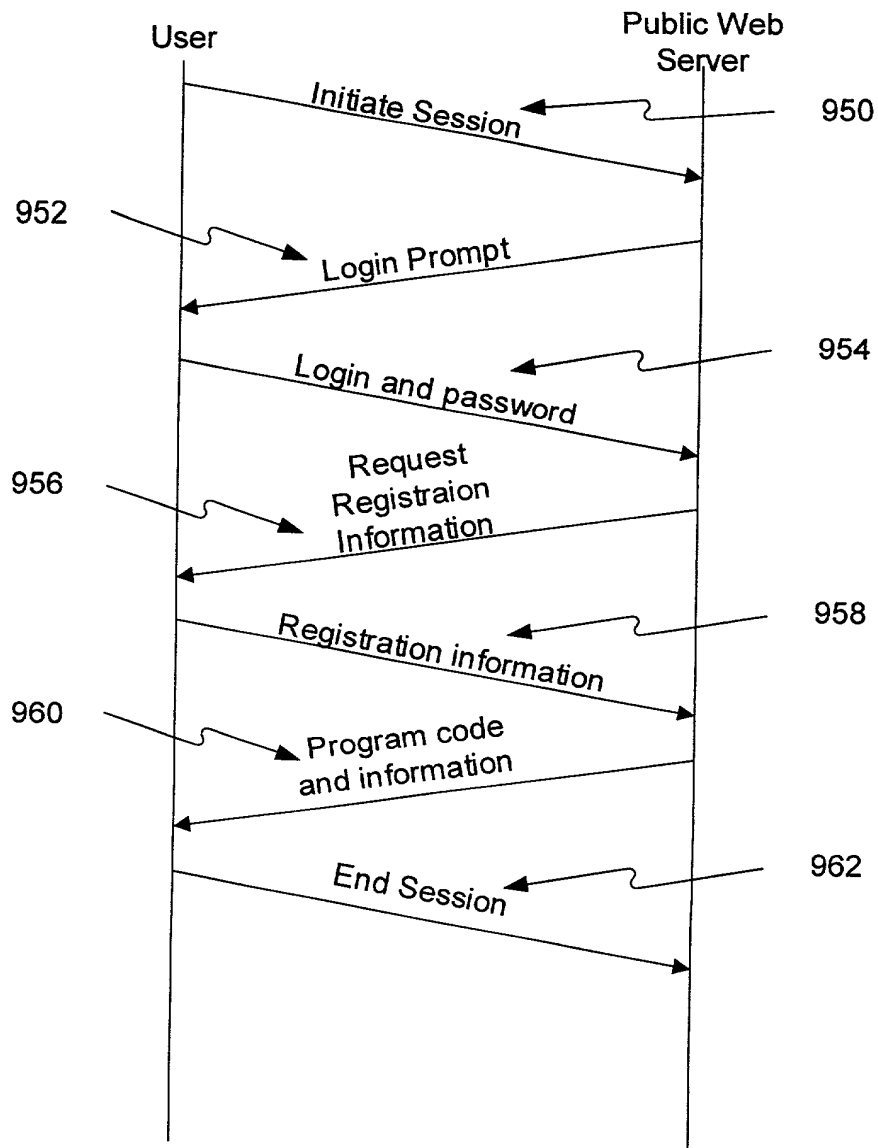 User
Public Web
Server
Initiate Session
950
952
Login Prompt
Login and password
954
Request
Registraion
Information
956
Registration information
958
960
Program code
and information
End Session
962